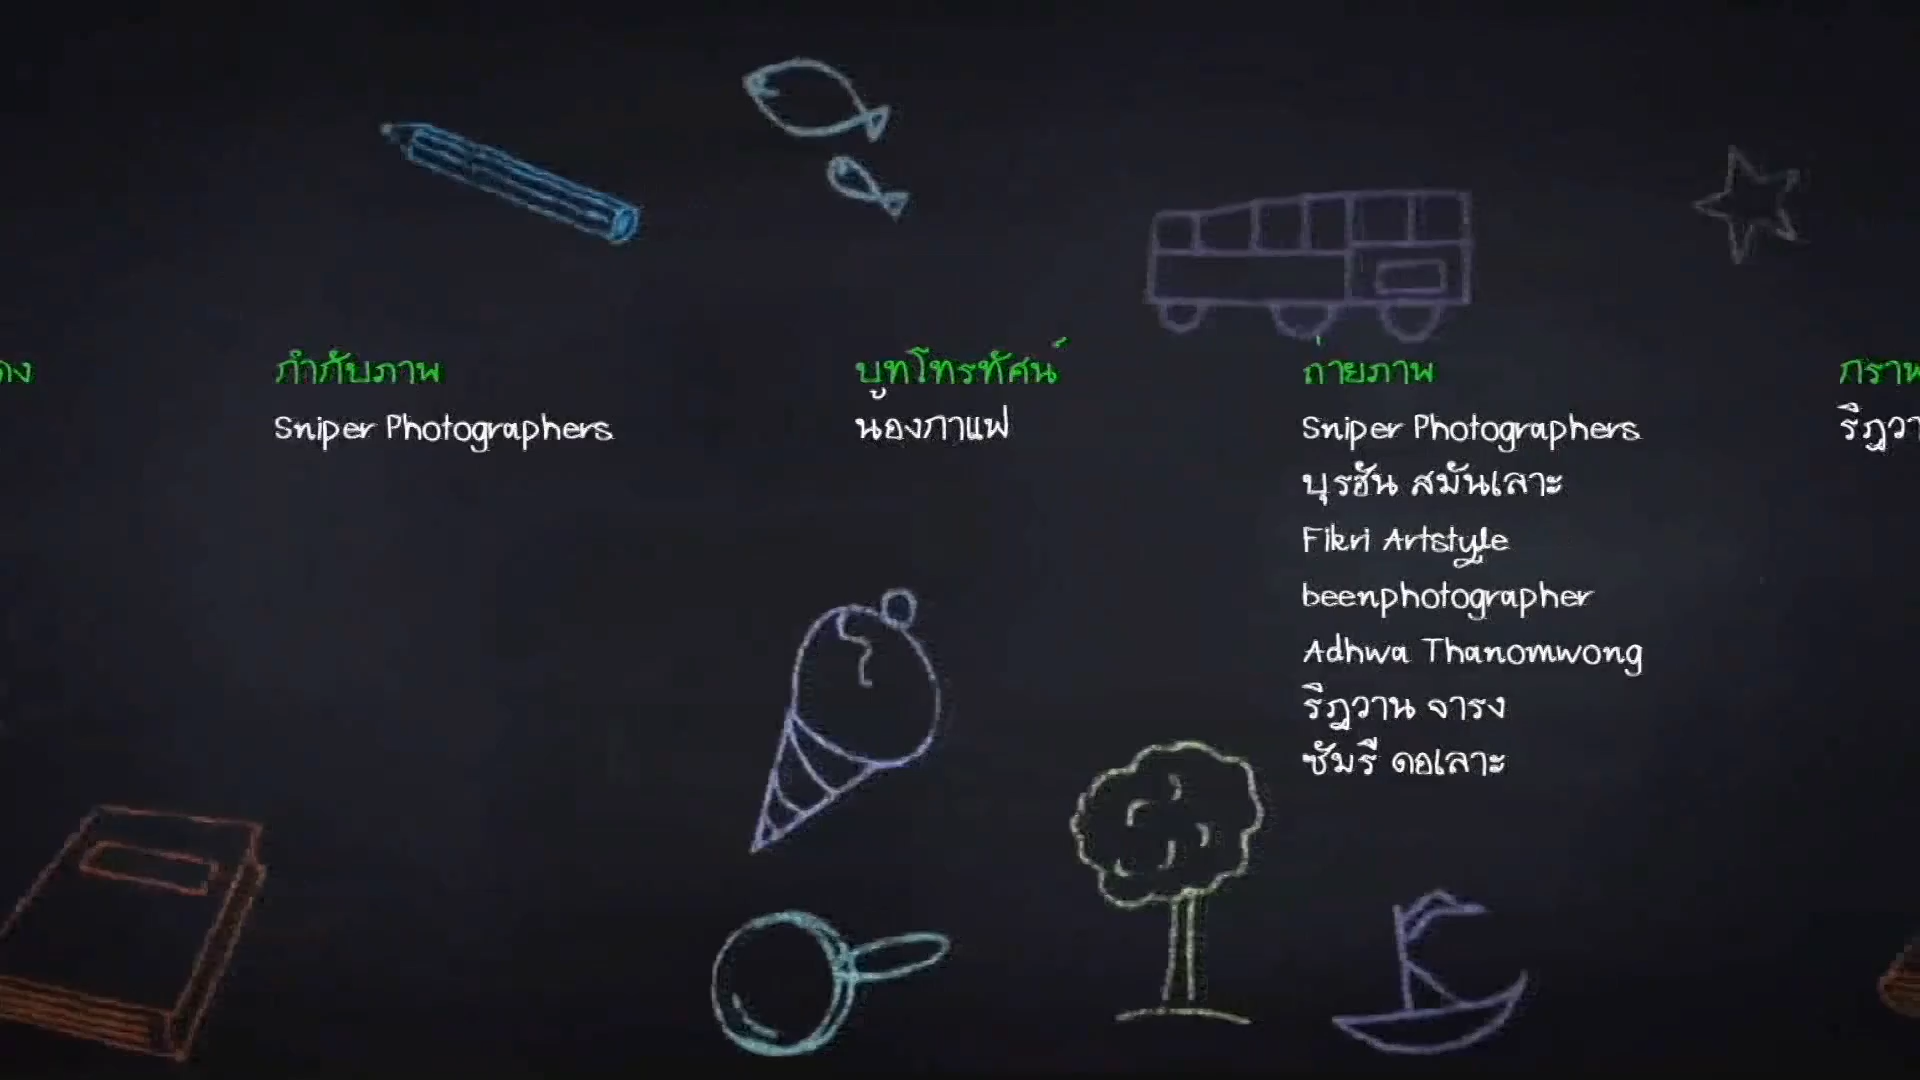 กำกับภาพ
Sniper Photographers
บูทโทรทัศน์
น้องกาแฟ
ถ่ายภาพ
Sniper Photographers
บุรฮัน สมันเลาะ
Fikri Artstyle
beenphotographer
Adhwa Thanomwong
ริฎวาน จารง
ซัมรี ดอเลาะ